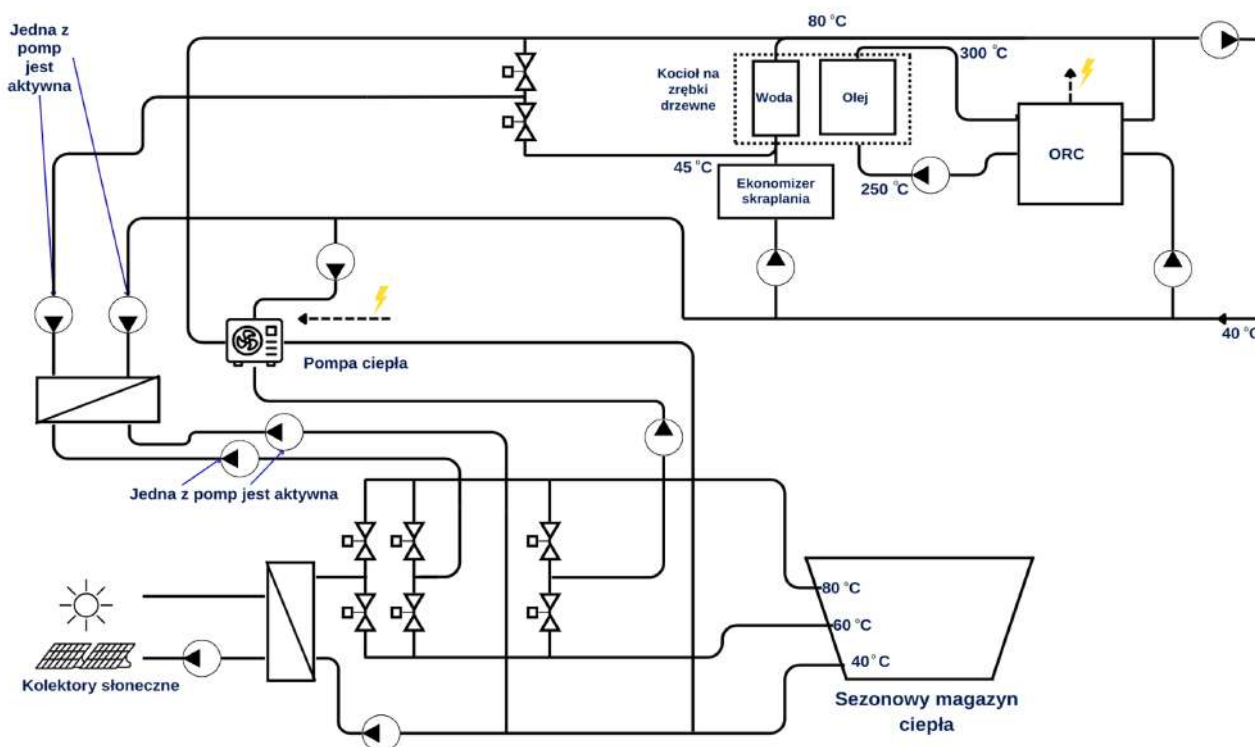 Jedna z
pomp
jest
aktywna
80 °C
300 °C
Kocioł na
zrębki
drzewne
Woda
Olej
ORC
45 °C
250 °C
Ekonomizer
skraplania
40 °C
Pompa ciepła
Jedna z pomp jest aktywna
80 °C
60 °C
40 °C
Kolektory słoneczne
Sezonowy magazyn
ciepła